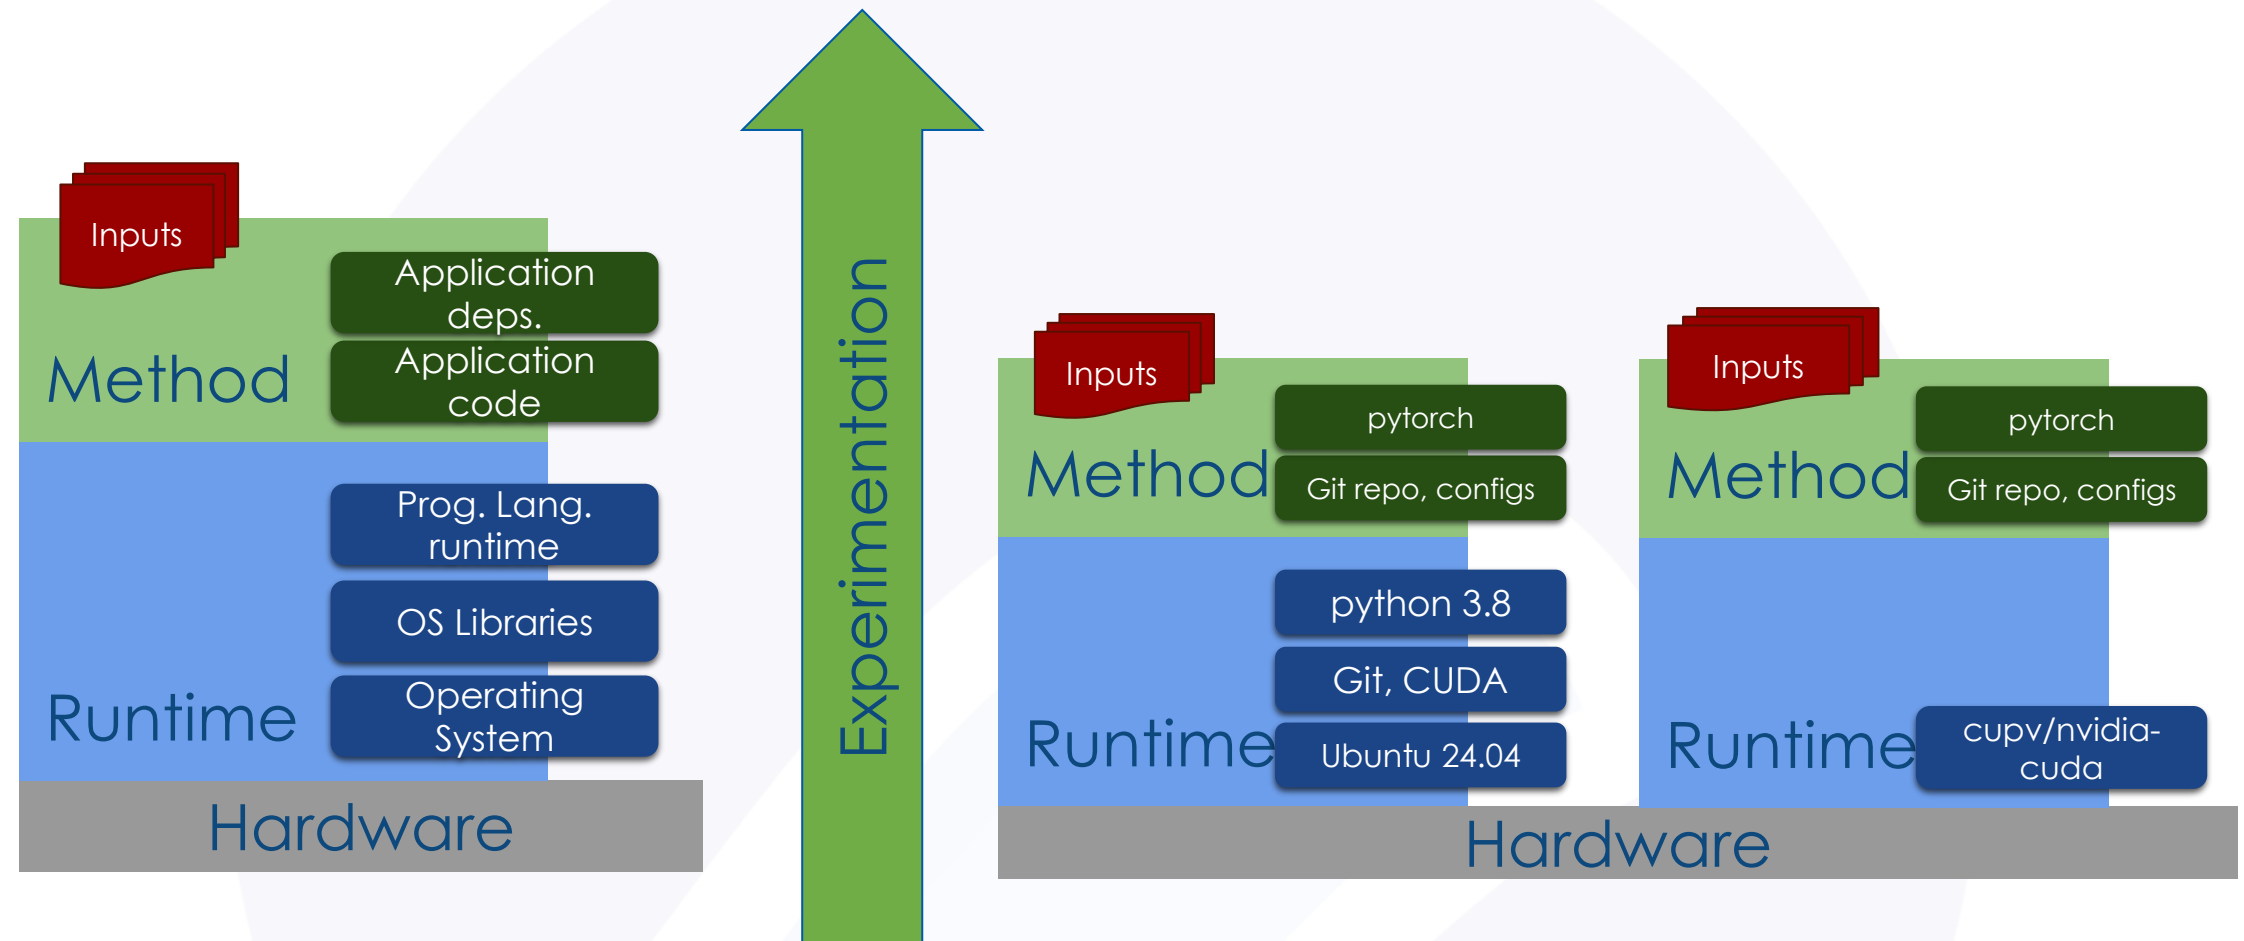 Inputs
Application
deps.
Application
code
Method
Prog. Lang.
runtime
OS Libraries
Operating
System
Runtime
Hardware
Experimentation
Inputs
pytorch
Git repo, configs
Method
python 3.8
Git, CUDA
Ubuntu 24.04
Runtime
Inputs
pytorch
Git repo, configs
Method
cupv/nvidia-
cuda
Runtime
Hardware